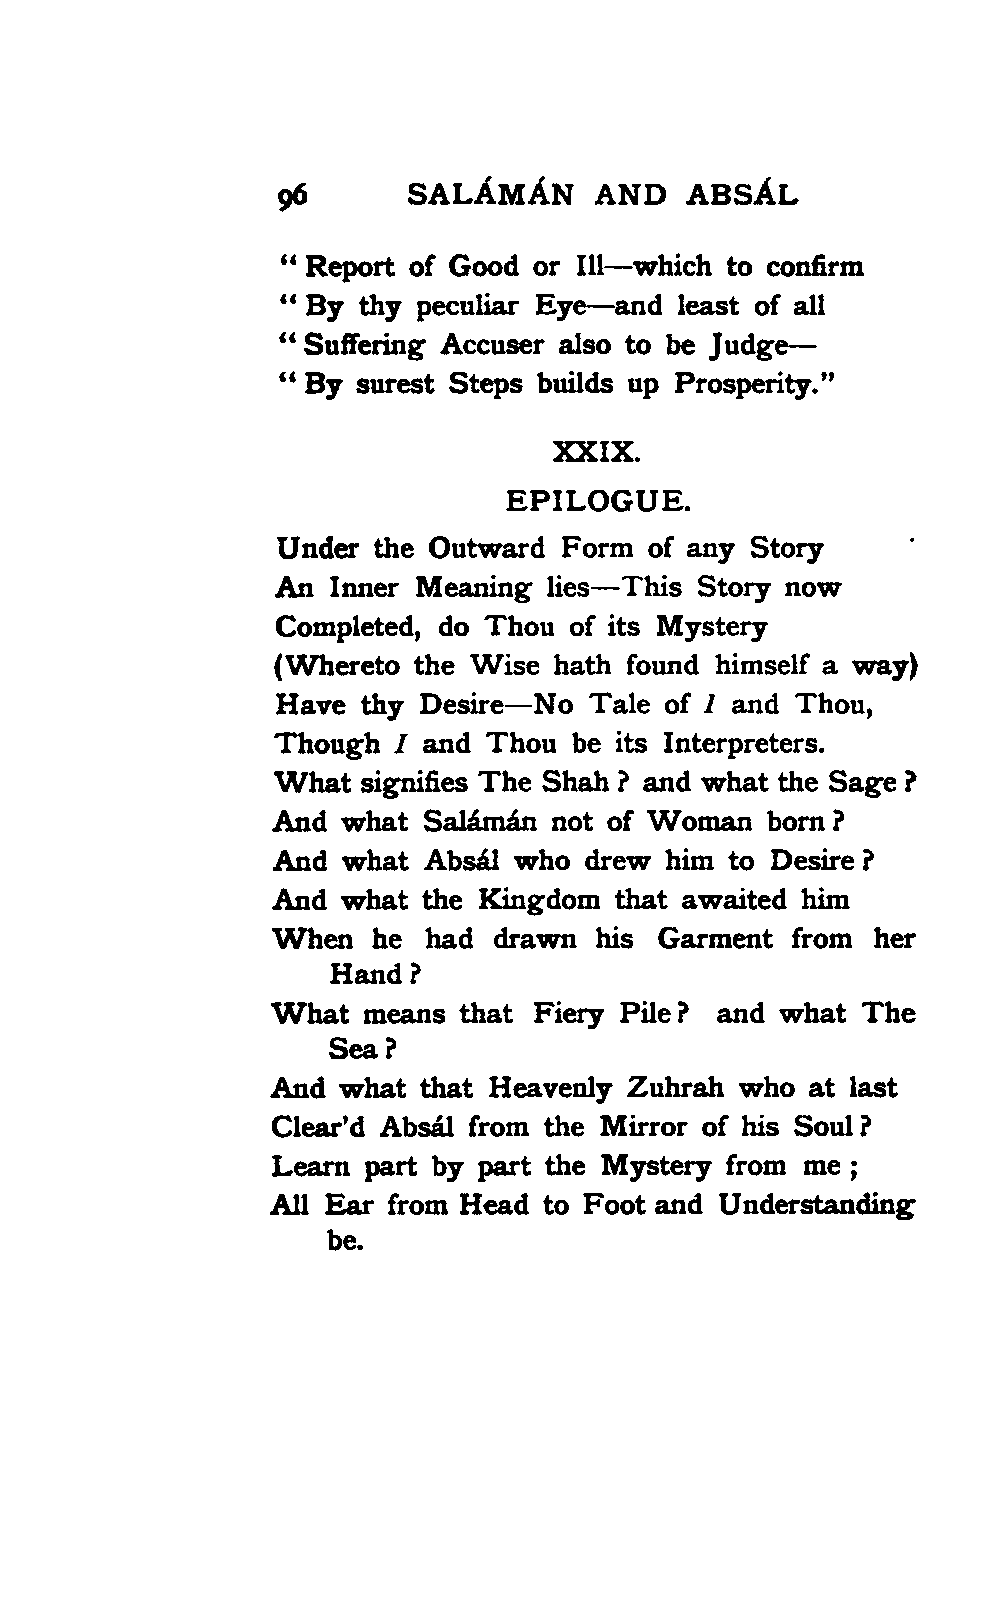 96 SALÁMÁN AND ABSÁL
“ Report of Good or Ill—which to confirm
“ By thy peculiar Eye—and least of all
“ Suffering Accuser also to be Judge—
“ By surest Steps builds up Prosperity.”
XXIX.
EPILOGUE.
Under the Outward Form of any Story
An Inner Meaning lies—This Story now
Completed, do Thou of its Mystery
(Whereto the Wise hath found himself a way)
Have thy Desire—No Tale of I and Thou,
Though I and Thou be its Interpreters.
What signifies The Shah ? and what the Sage ?
And what Salámán not of Woman born ?
And what Absál who drew him to Desire ?
And what the Kingdom that awaited him
When he had drawn his Garment from her
Hand ?
What means that Fiery Pile ? and what The
Sea ?
And what that Heavenly Zuhrah who at last
Clear’d Absál from the Mirror of his Soul ?
Learn part by part the Mystery from me ;
All Ear from Head to Foot and Understanding
be.